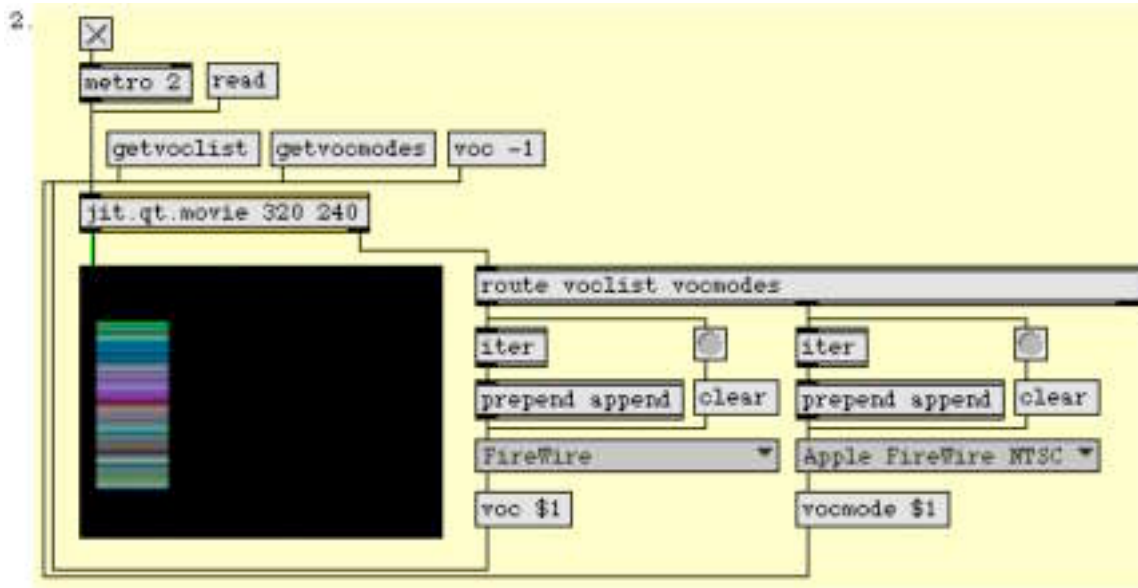 2.
metro 2
read
getvoclist
getvocmodes
voc -1
jit.qt.movie 320 240
route voclist vocmodes
iter
iter
prepend append
clear
prepend append
clear
FireWire
Apple FireWire NTSC
voc $1
vocmode $1